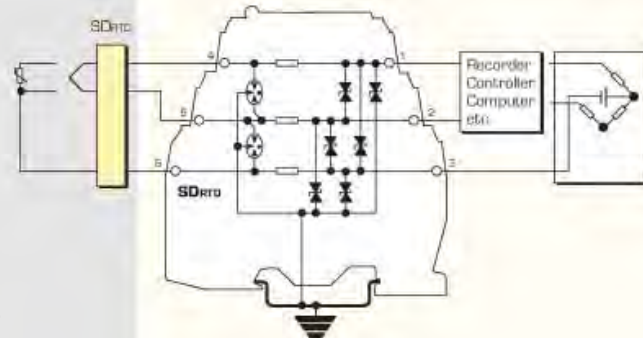 SDRTD
4
1
Recorder
Controller
Computer
etc.
5
2
6
3
SDRTD